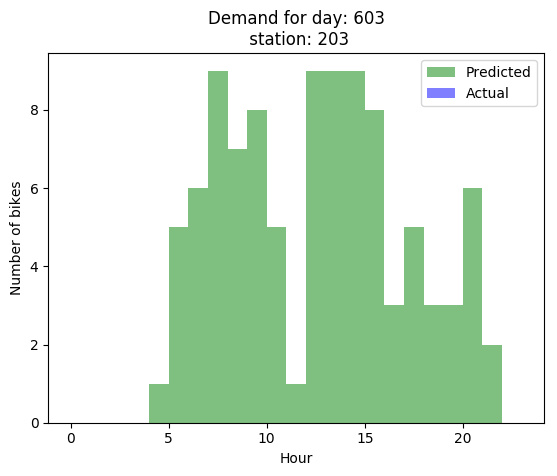 Demand for day: 603
station: 203
Predicted
Actual
Number of bikes
8
6
4
2
0
0
5
10
15
20
Hour